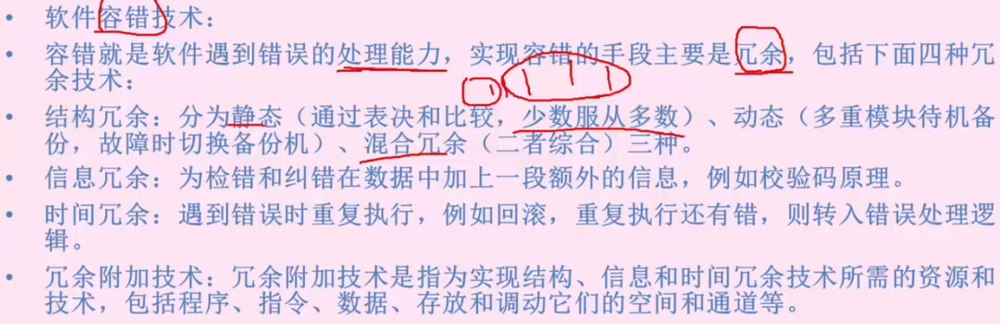 • 软件容错技术：
• 容错就是软件遇到错误的处理能力，实现容错的手段主要是冗余，包括下面四种冗
余技术：
• 结构冗余：分为静态（通过表决和比较，少数服从多数）、动态（多重模块待机备
份，故障时切换备份机）、混合冗余（二者综合）三种。
• 信息冗余：为检错和纠错在数据中加上一段额外的信息，例如校验码原理。
• 时间冗余：遇到错误时重复执行，例如回滚，重复执行还有错，则转入错误处理逻
辑。
• 冗余附加技术：冗余附加技术是指为实现结构、信息和时间冗余技术所需的资源和
技术，包括程序、指令、数据、存放和调动它们的空间和通道等。